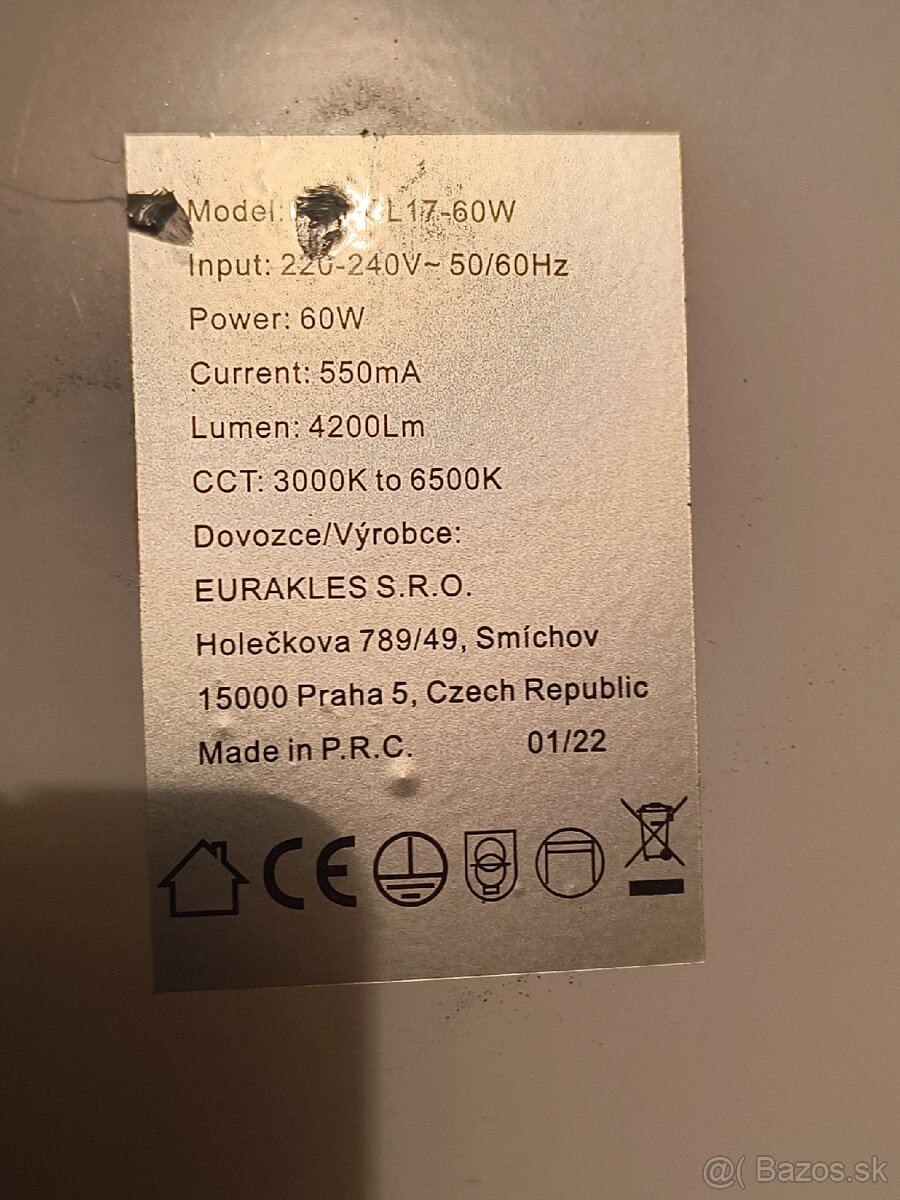 Model: L17-60W
Input: 220-240V~ 50/60Hz
Power: 60W
Current: 550mA
Lumen: 4200Lm
CCT: 3000K to 6500K
Dovozce/Výrobce:
EURAKLES S.R.O.
Holečkova 789/49, Smíchov
15000 Praha 5, Czech Republic
Made in P.R.C. 01/22
CE
@( Bazos.sk